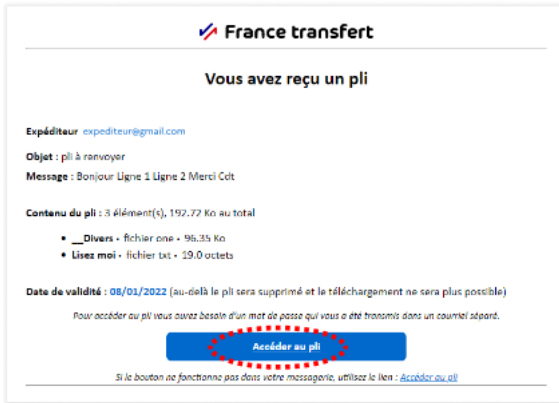 France transfert
Vous avez reçu un pli
Expéditeur expediteur@gmail.com
Objet : pli à renvoyer
Message : Bonjour Ligne 1 Ligne 2 Merci Cdt
Contenu du pli : 3 élément(s), 192.72 Ko au total
• __Divers - fichier one - 96.35 Ko
• Lisez moi - fichier txt - 19.0 octets
Date de validité : 08/01/2022 (au-delà le pli sera supprimé et le téléchargement ne sera plus possible)
Pour accéder au pli vous avez besoin d'un mot de passe qui vous a été transmis dans un courriel séparé.
Accéder au pli
Si le bouton ne fonctionne pas dans votre messagerie, utilisez le lien : Accéder au pli